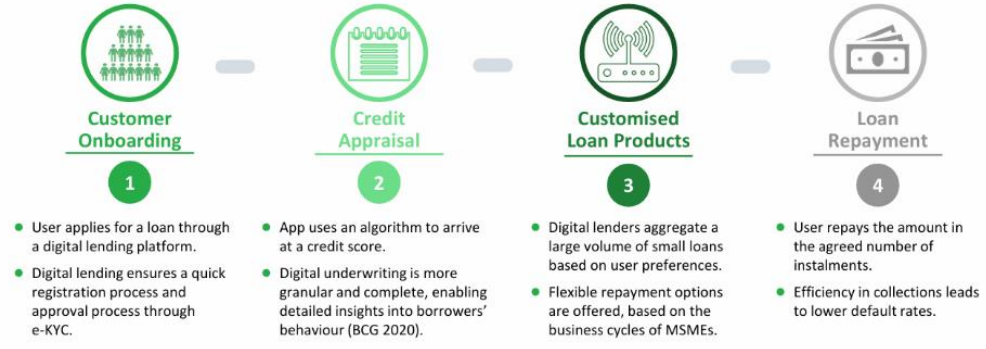 Customer
Onboarding
1
User applies for a loan through
a digital lending platform.
Digital lending ensures a quick
registration process and
approval process through
e-KYC.
Credit
Appraisal
2
App uses an algorithm to arrive
at a credit score.
Digital underwriting is more
granular and complete, enabling
detailed insights into borrowers'
behaviour (BCG 2020).
Customised
Loan Products
3
Digital lenders aggregate a
large volume of small loans
based on user preferences.
Flexible repayment options
are offered, based on the
business cycles of MSMEs.
Loan
Repayment
4
User repays the amount in
the agreed number of
instalments.
Efficiency in collections leads
to lower default rates.